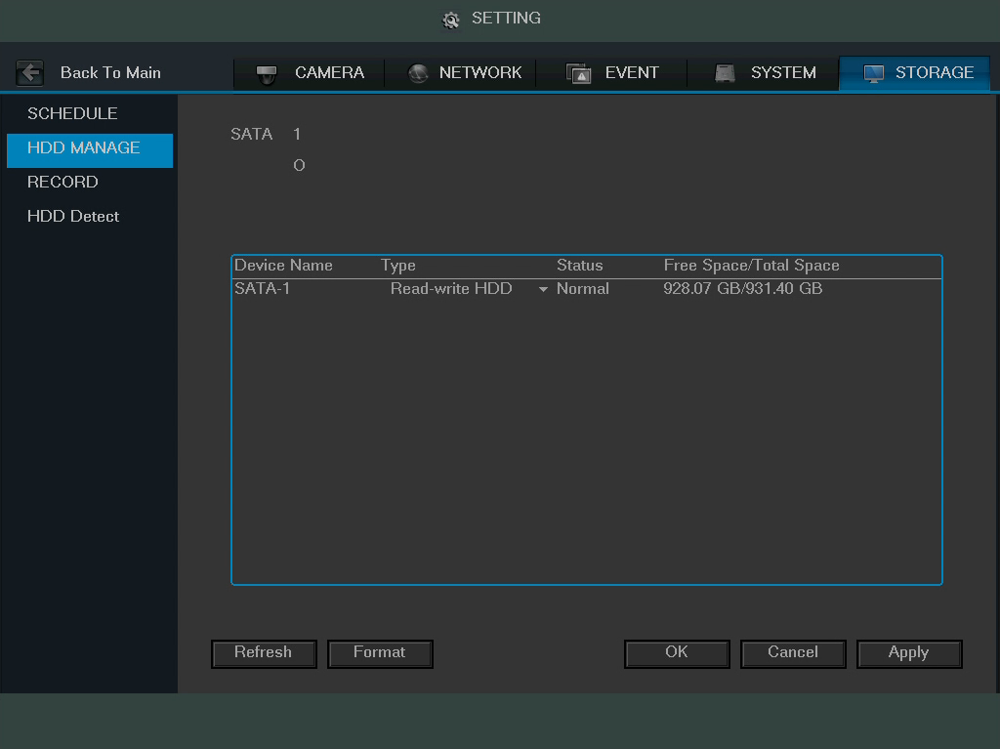 SETTING
Back To Main CAMERA NETWORK EVENT SYSTEM STORAGE
SCHEDULE
HDD MANAGE
RECORD
HDD Detect
SATA 1
O
Device Name Type Status Free Space/Total Space
SATA-1 Read-write HDD Normal 928.07 GB/931.40 GB
Refresh Format OK Cancel Apply